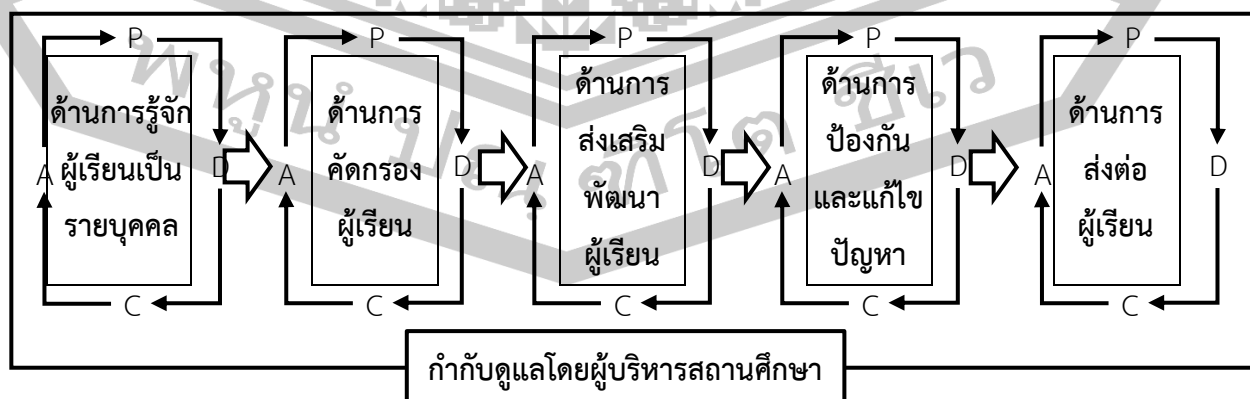 P
P
P
P
P
ด้านการรู้จัก
ผู้เรียนเป็น
รายบุคคล
A
D
C
ด้านการ
คัดกรอง
ผู้เรียน
A
D
C
ด้านการ
ส่งเสริม
พัฒนา
ผู้เรียน
A
D
C
ด้านการ
ป้องกัน
และแก้ไข
ปัญหา
A
D
C
ด้านการ
ส่งต่อ
ผู้เรียน
A
D
C
กำกับดูแลโดยผู้บริหารสถานศึกษา